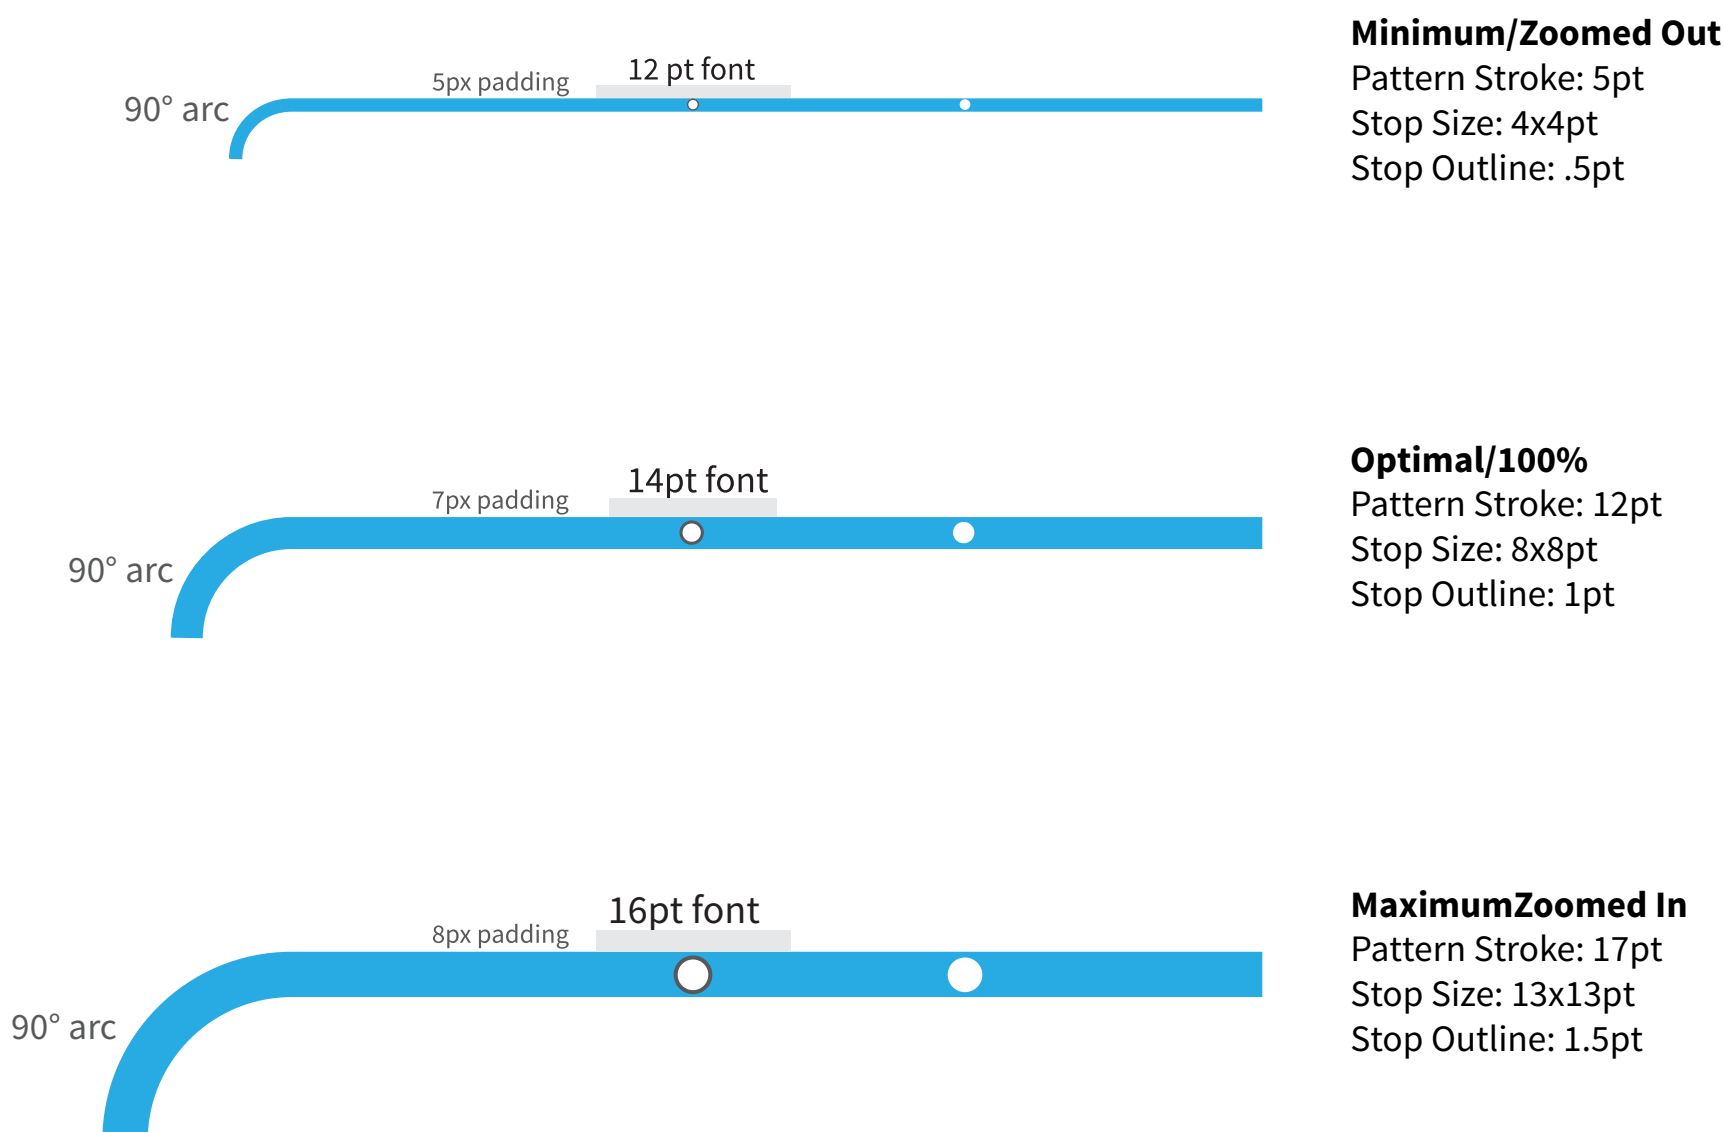 Minimum/Zoomed Out
12 pt font
5px padding
Pattern Stroke: 5pt
90° arc
Stop Size: 4x4pt
Stop Outline: .5pt
Optimal/100%
14pt font
7px padding
Pattern Stroke: 12pt
Stop Size: 8x8pt
90° arc
Stop Outline: 1pt
MaximumZoomed In
16pt font
8px padding
Pattern Stroke: 17pt
Stop Size: 13x13pt
90° arc
Stop Outline: 1.5pt